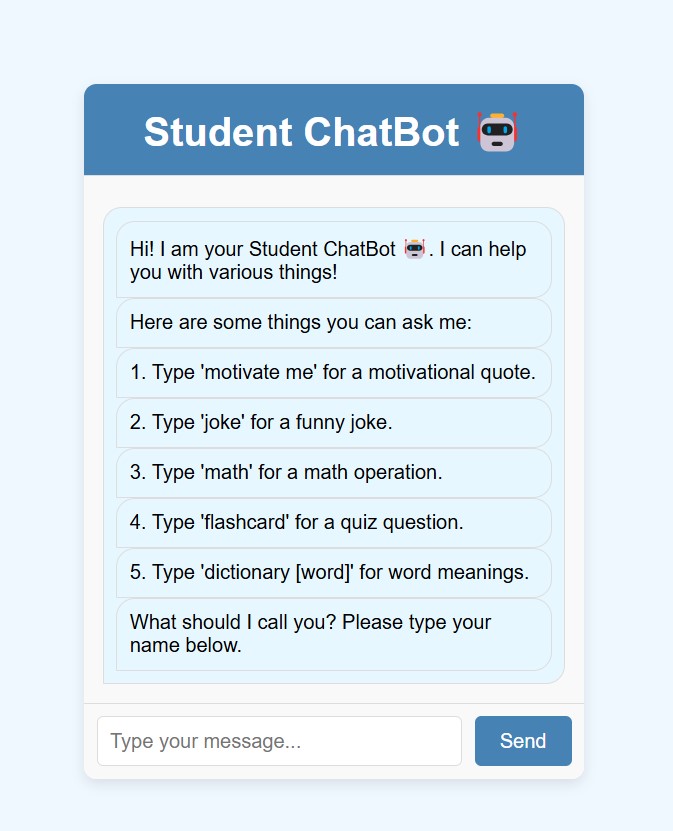 Student ChatBot 🤖
Hi! I am your Student ChatBot 🤖. I can help
you with various things!
Here are some things you can ask me:
1. Type 'motivate me' for a motivational quote.
2. Type 'joke' for a funny joke.
3. Type 'math' for a math operation.
4. Type 'flashcard' for a quiz question.
5. Type 'dictionary [word]' for word meanings.
What should I call you? Please type your
name below.
Type your message...
Send